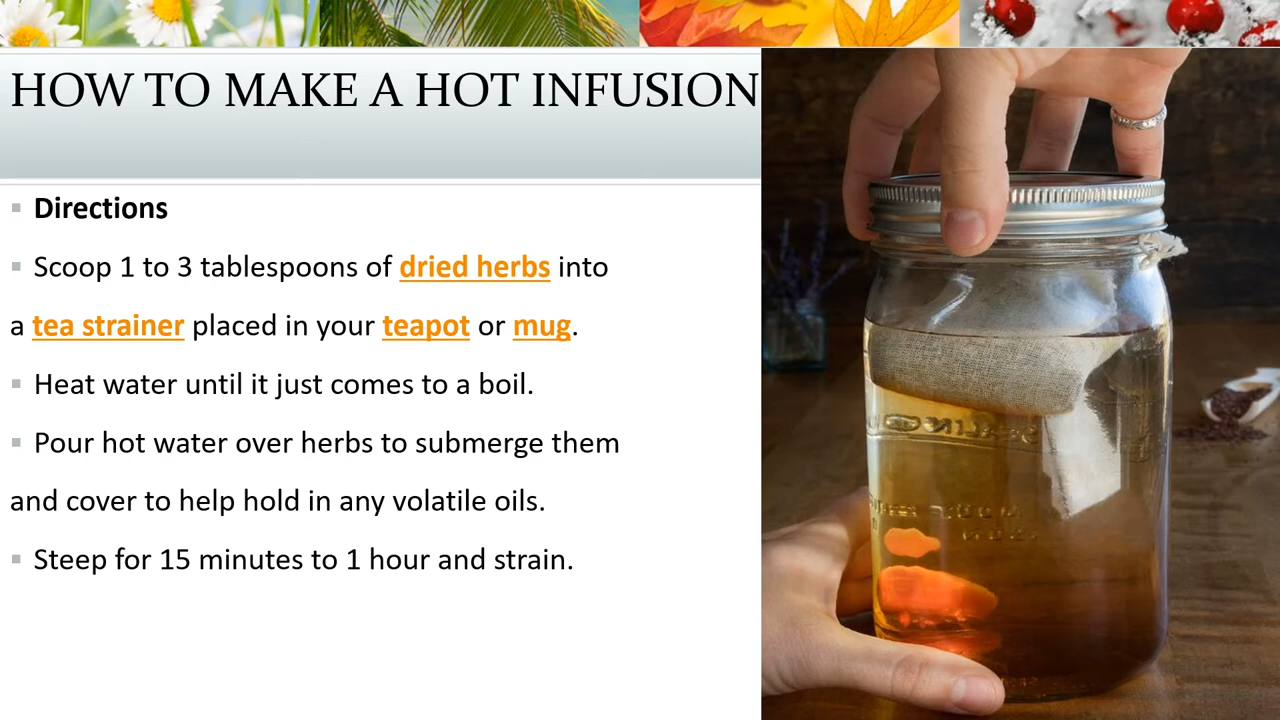 HOW TO MAKE A HOT INFUSION
Directions
Scoop 1 to 3 tablespoons of dried herbs into
a tea strainer placed in your teapot or mug.
Heat water until it just comes to a boil.
Pour hot water over herbs to submerge them
and cover to help hold in any volatile oils.
Steep for 15 minutes to 1 hour and strain.